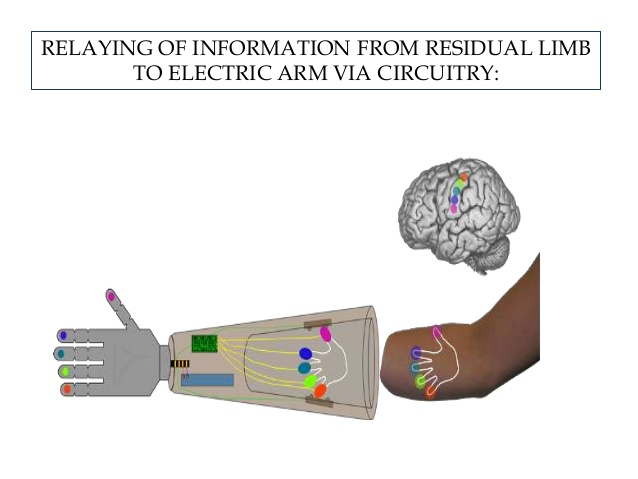 RELAYING OF INFORMATION FROM RESIDUAL LIMB
TO ELECTRIC ARM VIA CIRCUITRY: